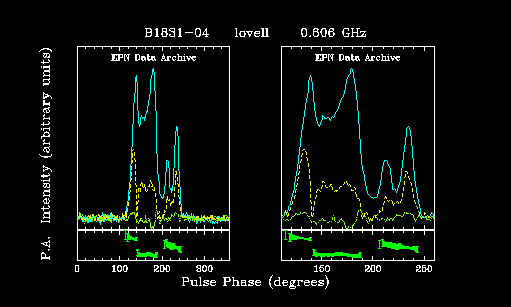 B1831-04 lovell 0.606 GHz
EPN Data Archive EPN Data Archive
P.A. Intensity (arbitrary units)
0 100 200 300 150 200 250
Pulse Phase (degrees)